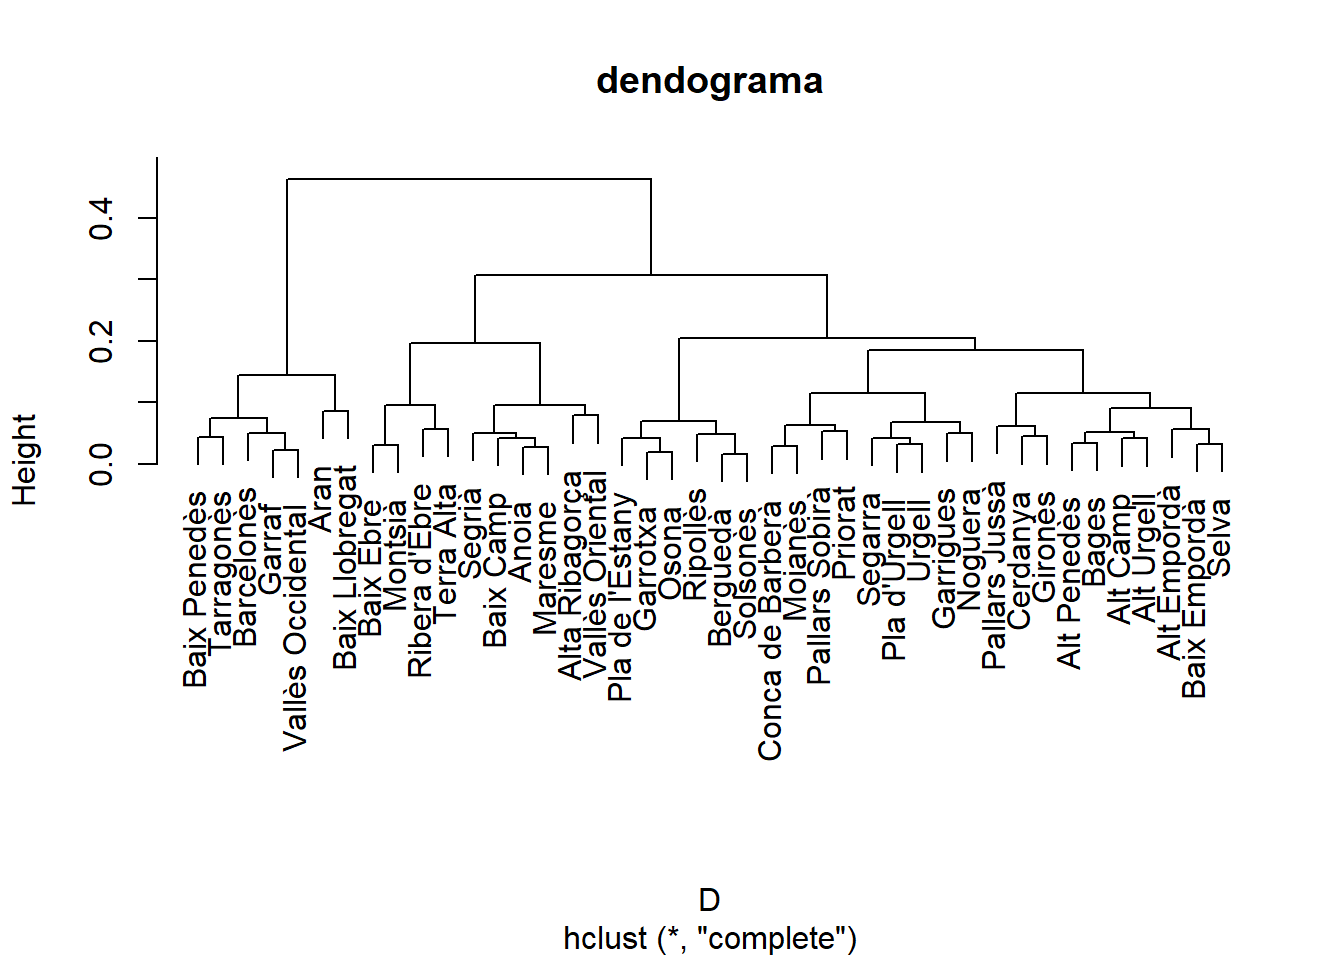 dendograma
Height
0.0
0.2
0.4
Baix Penedès
Tarragonès
Barcelonès
Garraf
Vallès Occidental
Aran
Baix Llobregat
Baix Ebre
Montsià
Ribera d'Ebre
Terra Alta
Segrià
Baix Camp
Anoia
Maresme
Alta Ribagorça
Vallès Oriental
Pla de l'Estany
Garrotxa
Osona
Ripollès
Berguedà
Solsonès
Conca de Barberà
Moianès
Pallars Sobirà
Priorat
Segarra
Pla d'Urgell
Urgell
Garrigues
Noguera
Pallars Jussà
Cerdanya
Gironès
Alt Penedès
Bages
Alt Camp
Alt Urgell
Alt Empordà
Baix Empordà
Selva
D
hclust (*, "complete")